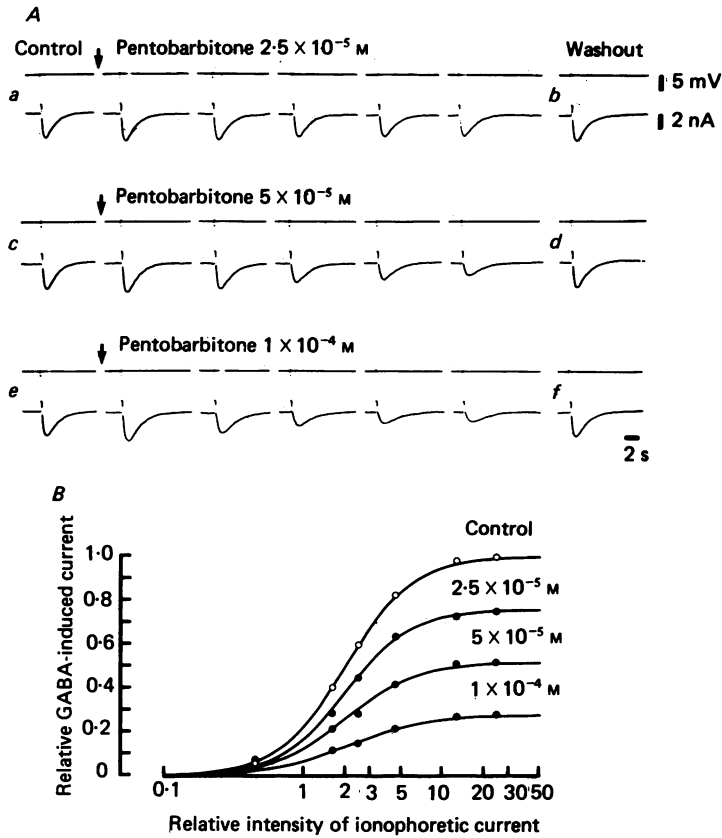 A
Control Pentobarbitone 2·5 × 10⁻⁵ M Washout
5 mV
a b
2 nA
Pentobarbitone 5 × 10⁻⁵ M
c d
Pentobarbitone 1 × 10⁻⁴ M
e f
2 s
B
Relative GABA-induced current
Control
1·0
2·5 × 10⁻⁵ M
0·8
5 × 10⁻⁵ M
0·6
0·4
1 × 10⁻⁴ M
0·2
0
0·1 1 2 3 5 10 20 30 50
Relative intensity of ionophoretic current